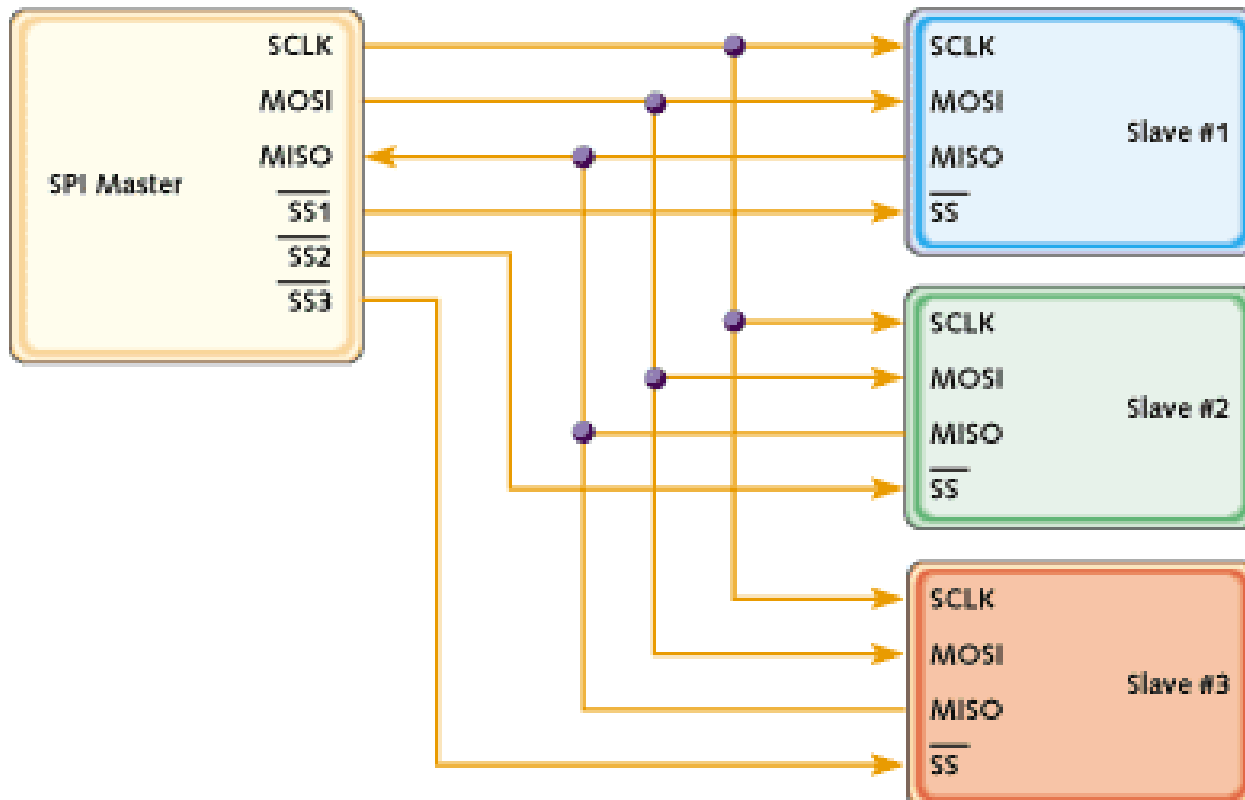 SPI Master
SCLK
MOSI
MISO
SS1
SS2
SS3
SCLK
MOSI
MISO
SS
Slave #1
SCLK
MOSI
MISO
SS
Slave #2
SCLK
MOSI
MISO
SS
Slave #3